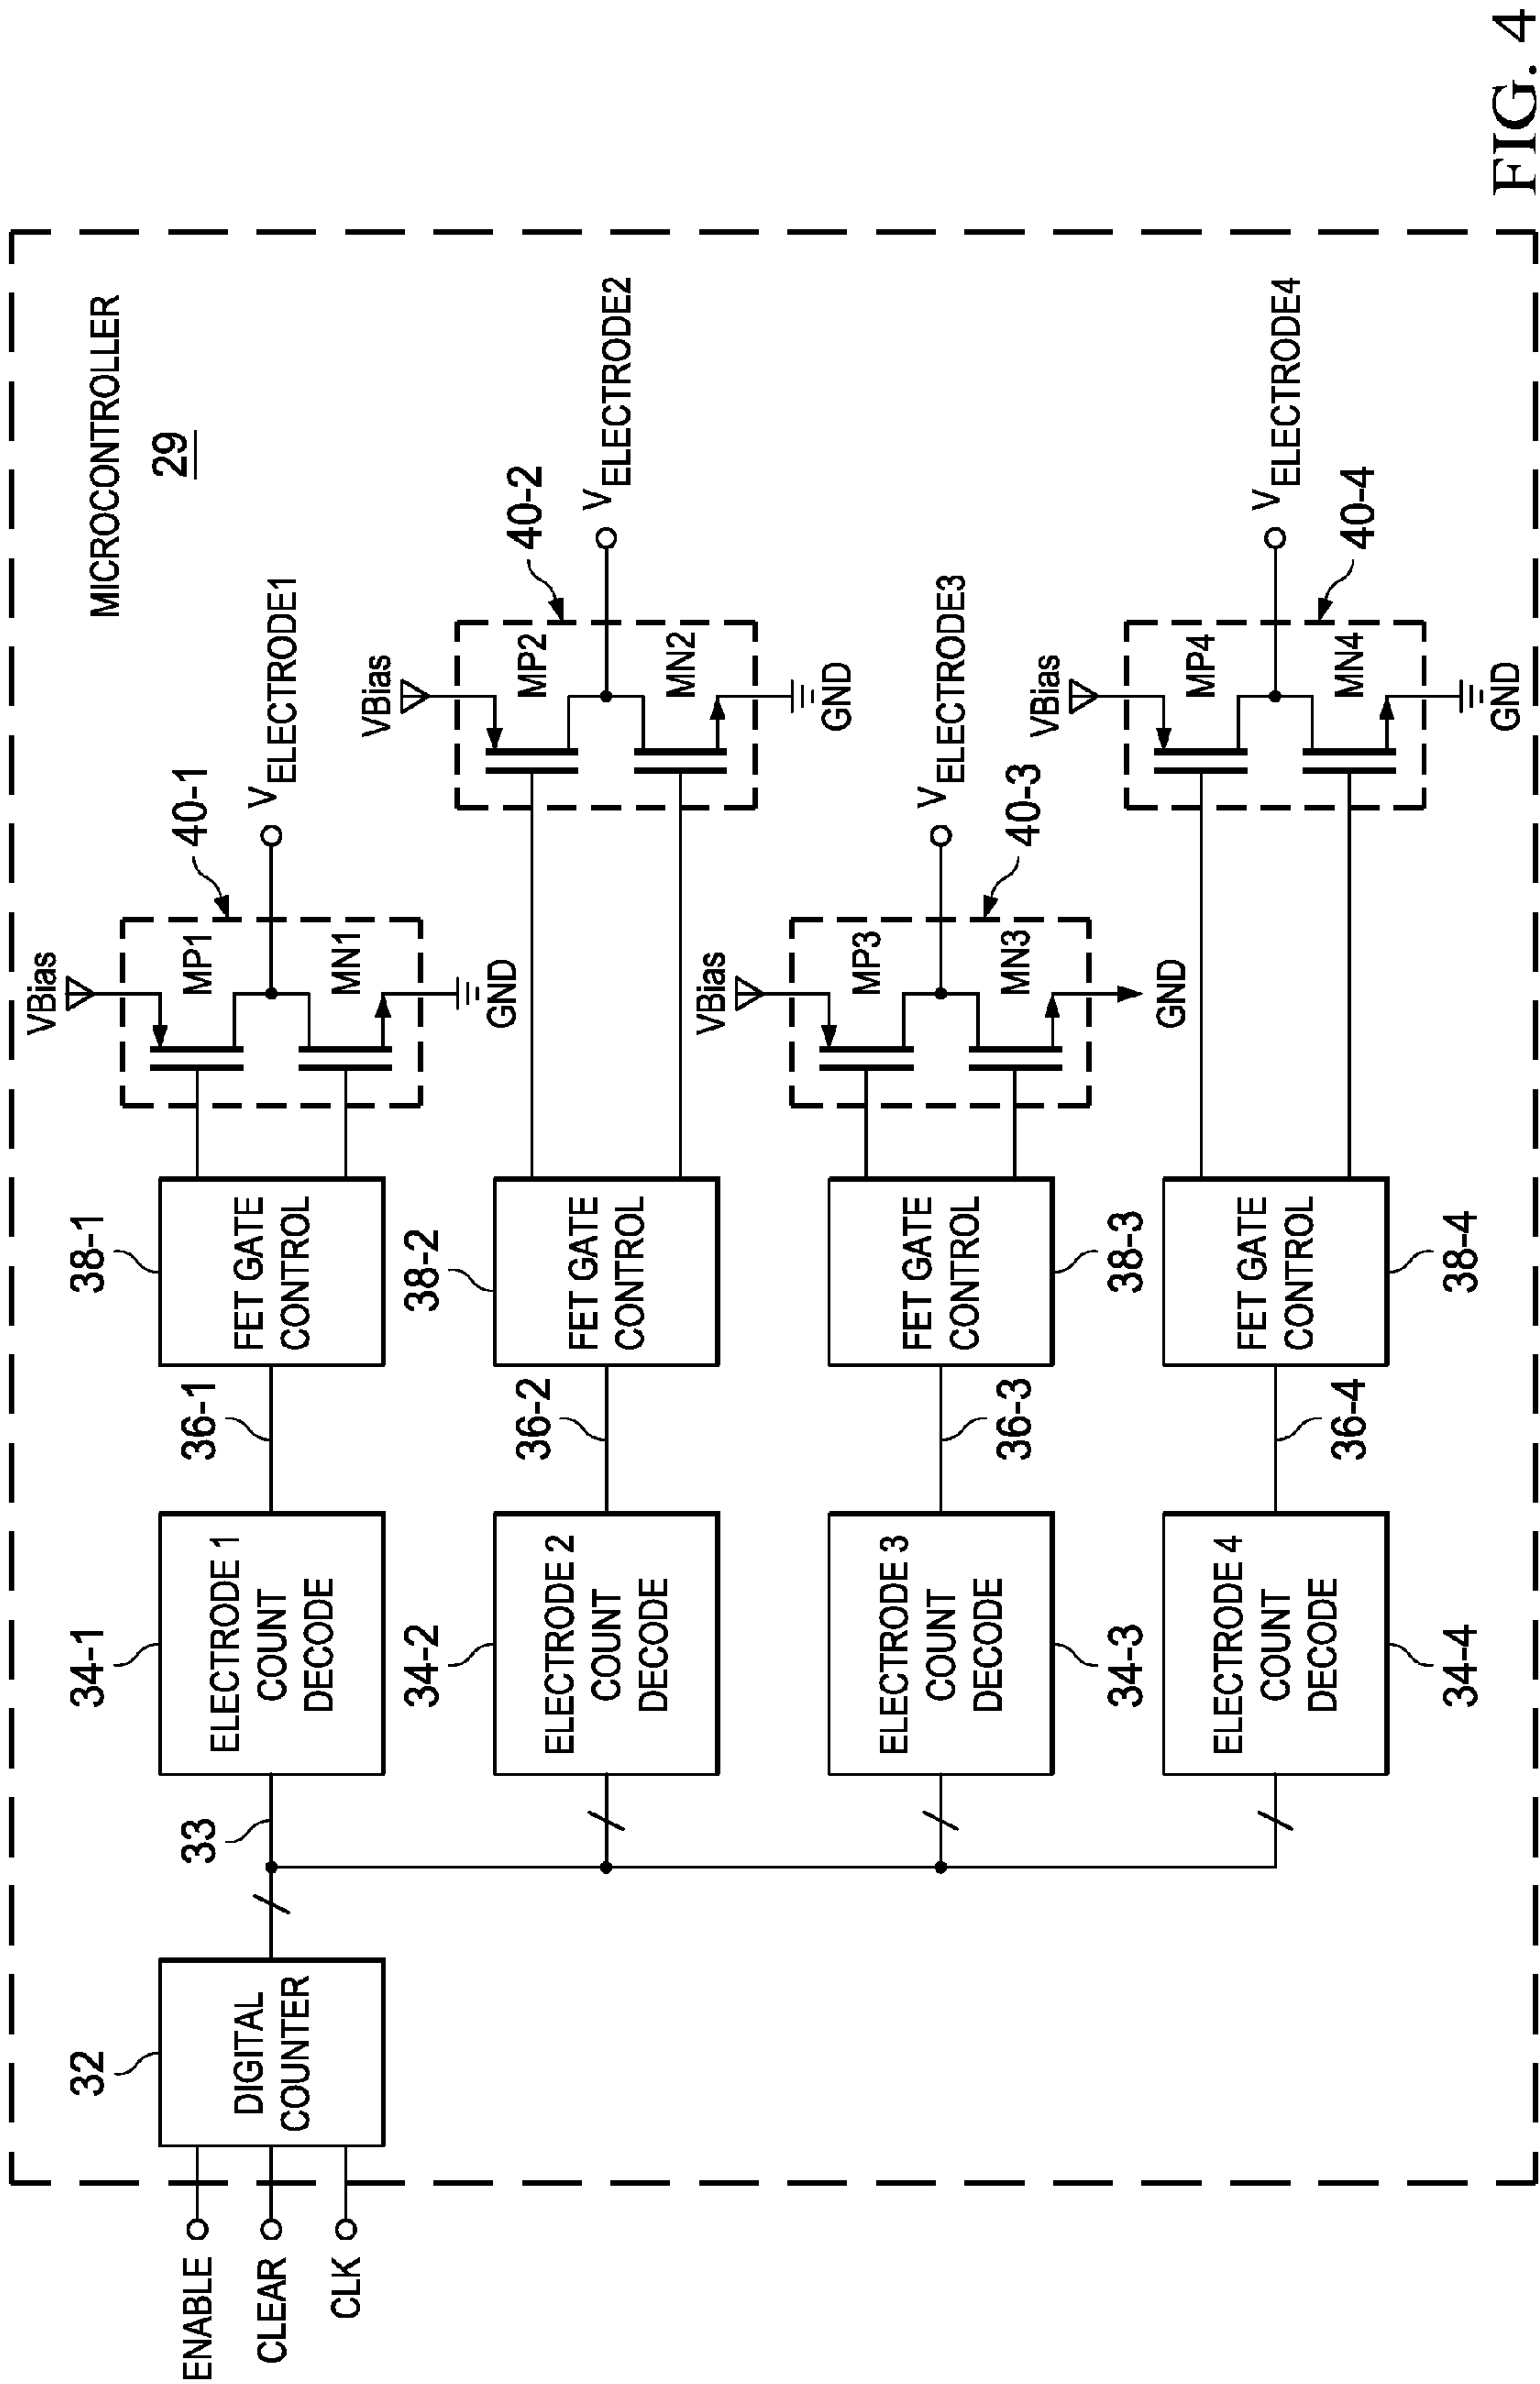 MICROCONTROLLER
29
ENABLE
CLEAR
CLK
32
DIGITAL
COUNTER
33
34-1
ELECTRODE 1
COUNT
DECODE
36-1
38-1
FET GATE
CONTROL
VBias
MP1
MN1
GND
40-1
VELECTRODE1
34-2
ELECTRODE 2
COUNT
DECODE
36-2
38-2
FET GATE
CONTROL
VBias
MP2
MN2
GND
40-2
VELECTRODE2
ELECTRODE 3
COUNT
DECODE
34-3
36-3
FET GATE
CONTROL
38-3
VBias
MP3
MN3
GND
40-3
VELECTRODE3
ELECTRODE 4
COUNT
DECODE
34-4
36-4
FET GATE
CONTROL
38-4
VBias
MP4
MN4
GND
40-4
VELECTRODE4
FIG. 4